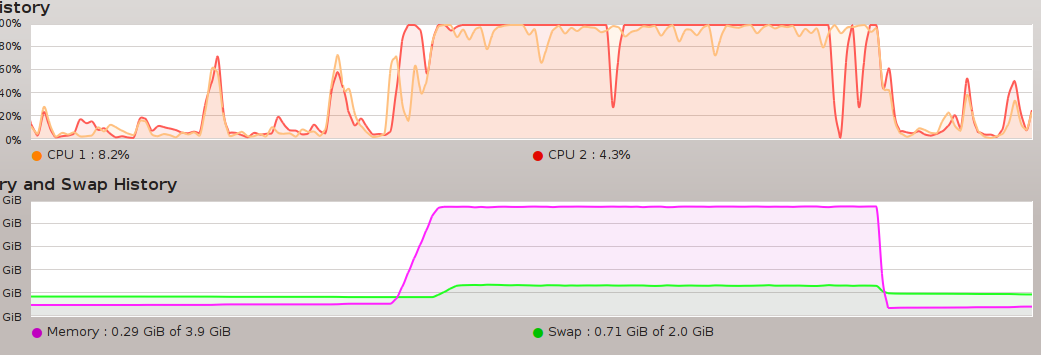 istory
00%
80%
60%
40%
20%
0%
CPU 1 : 8.2%
CPU 2 : 4.3%
ry and Swap History
GiB
GiB
GiB
GiB
GiB
GiB
Memory : 0.29 GiB of 3.9 GiB
Swap : 0.71 GiB of 2.0 GiB